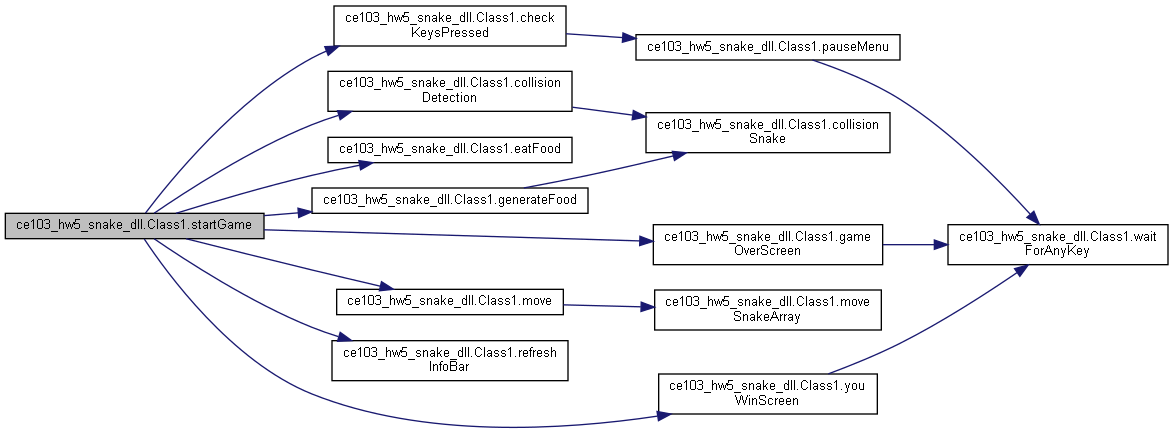 ce103_hw5_snake_dll.Class1.startGame
ce103_hw5_snake_dll.Class1.check
KeysPressed
ce103_hw5_snake_dll.Class1.collision
Detection
ce103_hw5_snake_dll.Class1.eatFood
ce103_hw5_snake_dll.Class1.generateFood
ce103_hw5_snake_dll.Class1.move
ce103_hw5_snake_dll.Class1.refresh
InfoBar
ce103_hw5_snake_dll.Class1.pauseMenu
ce103_hw5_snake_dll.Class1.collision
Snake
ce103_hw5_snake_dll.Class1.game
OverScreen
ce103_hw5_snake_dll.Class1.move
SnakeArray
ce103_hw5_snake_dll.Class1.you
WinScreen
ce103_hw5_snake_dll.Class1.wait
ForAnyKey